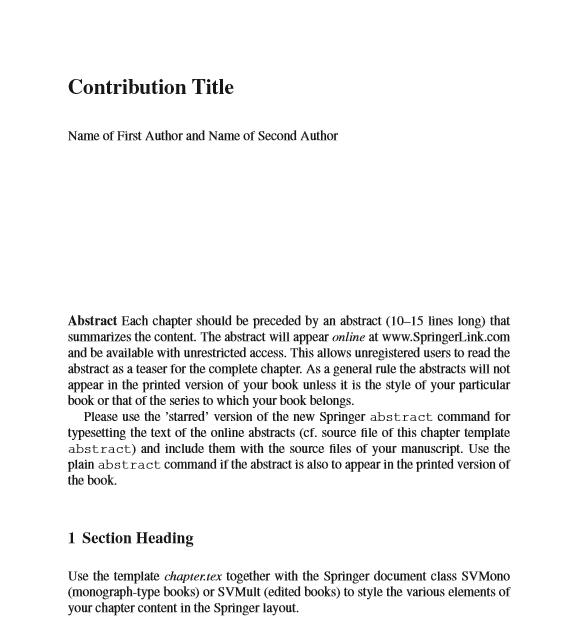 Contribution Title
Name of First Author and Name of Second Author
Abstract Each chapter should be preceded by an abstract (10–15 lines long) that
summarizes the content. The abstract will appear online at www.SpringerLink.com
and be available with unrestricted access. This allows unregistered users to read the
abstract as a teaser for the complete chapter. As a general rule the abstracts will not
appear in the printed version of your book unless it is the style of your particular
book or that of the series to which your book belongs.
Please use the 'starred' version of the new Springer abstract command for
typesetting the text of the online abstracts (cf. source file of this chapter template
abstract) and include them with the source files of your manuscript. Use the
plain abstract command if the abstract is also to appear in the printed version of
the book.
1 Section Heading
Use the template chapter.tex together with the Springer document class SVMono
(monograph-type books) or SVMult (edited books) to style the various elements of
your chapter content in the Springer layout.